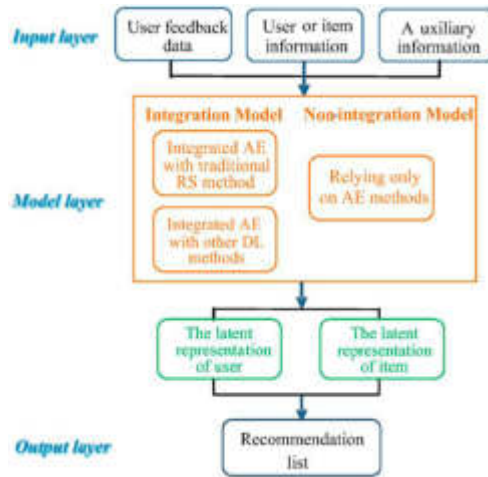 Input layer
User feedback
data
User or item
information
A uxiliary
information
Integration Model
Non-integration Model
Integrated AE
with traditional
RS method
Relying only
on AE methods
Model layer
Integrated AE
with other DL
methods
The latent
representation
of user
The latent
representation
of item
Output layer
Recommendation
list